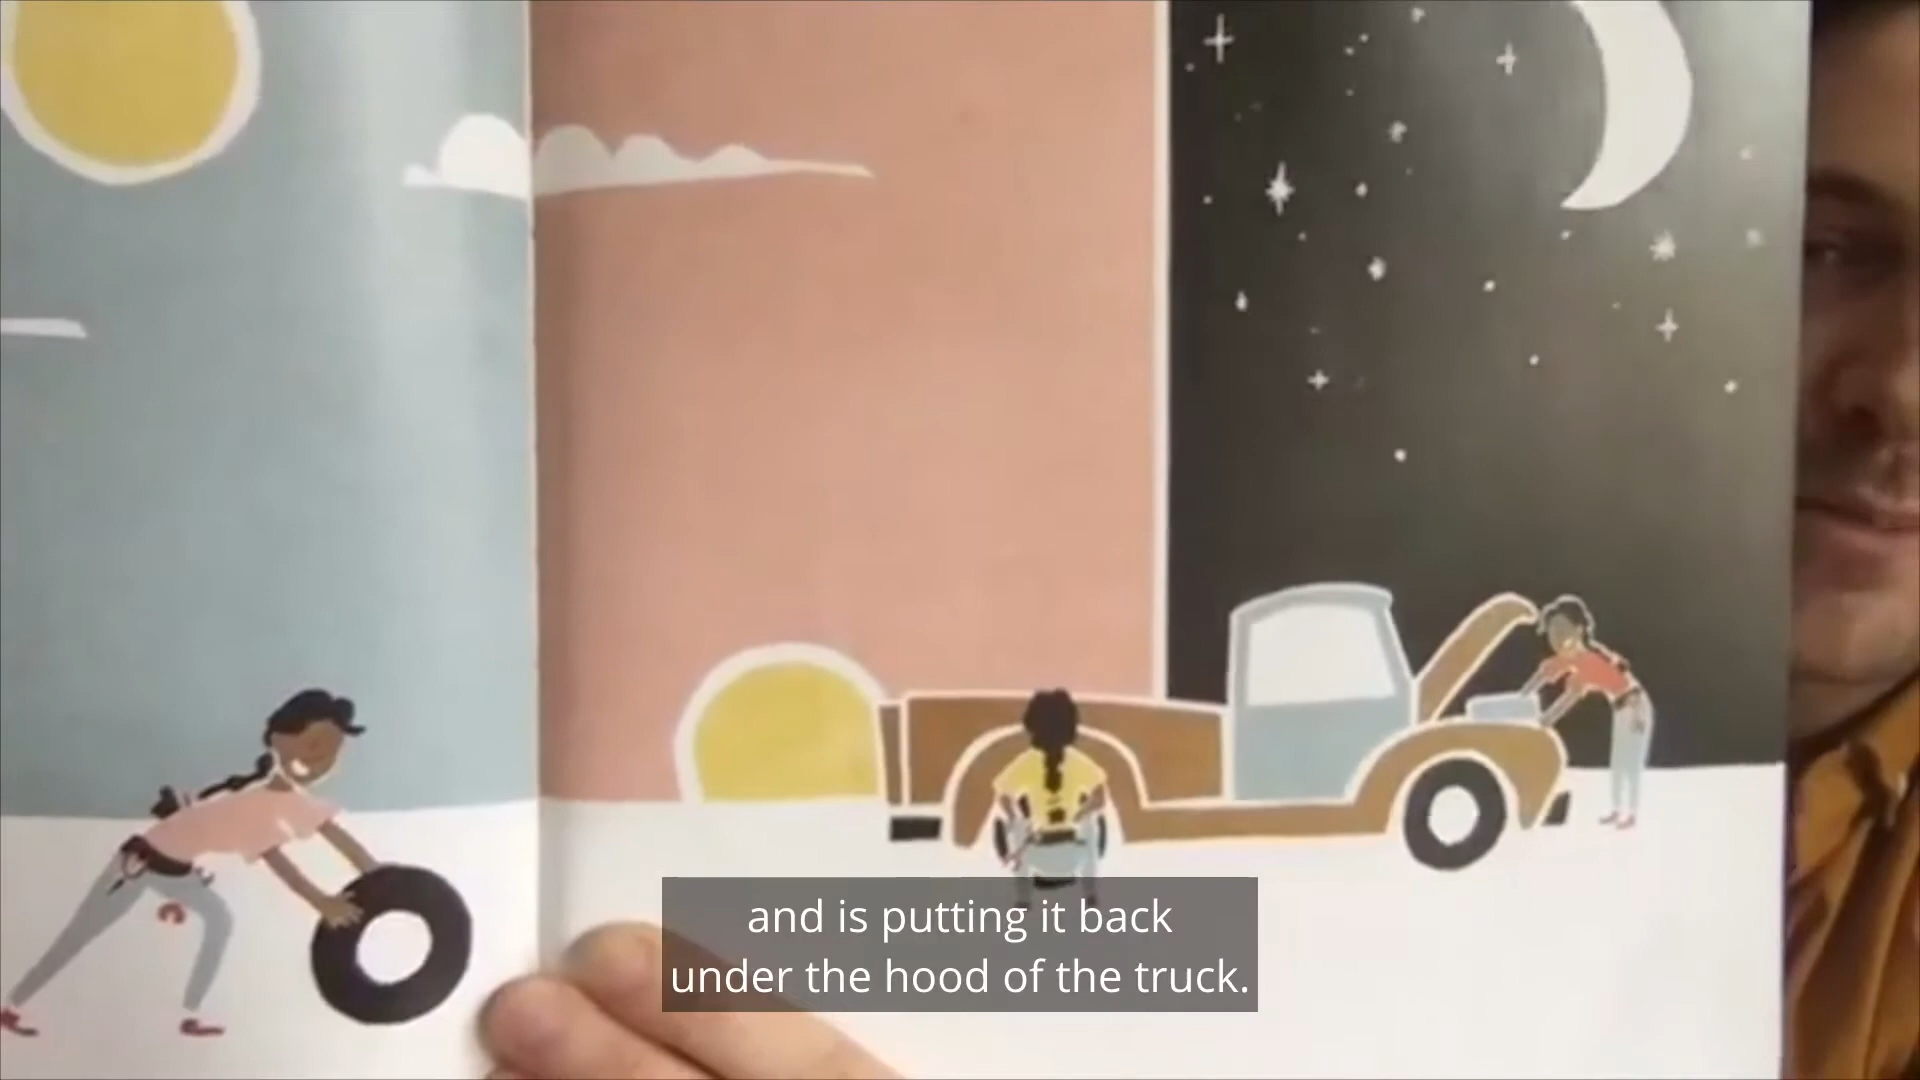 and is putting it back
under the hood of the truck.